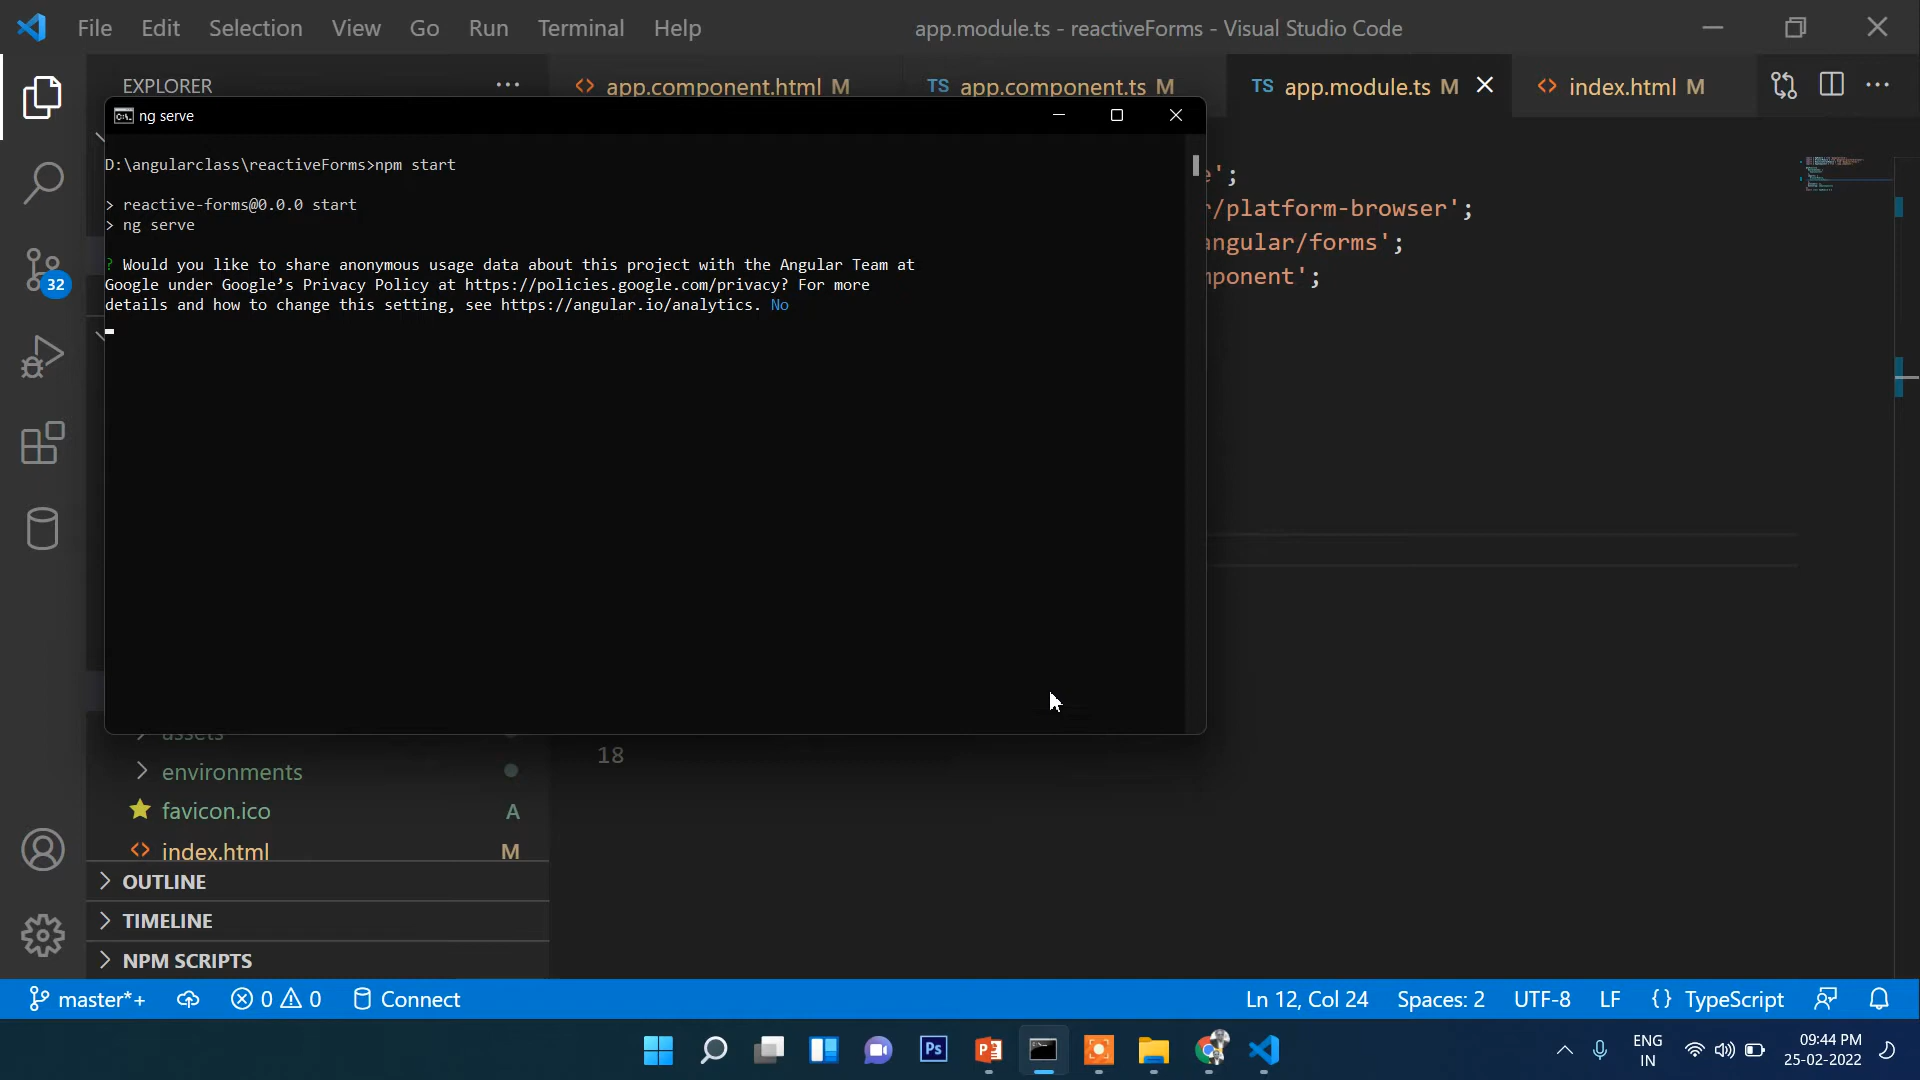 File Edit Selection View Go Run Terminal Help
app.module.ts - reactiveForms - Visual Studio Code
EXPLORER
app.component.html M
TS app.component.ts M
TS app.module.ts M
index.html M
ng serve
D:\angularclass\reactiveForms>npm start
> reactive-forms@0.0.0 start
> ng serve
? Would you like to share anonymous usage data about this project with the Angular Team at
Google under Google’s Privacy Policy at https://policies.google.com/privacy? For more
details and how to change this setting, see https://angular.io/analytics. No
e';
r/platform-browser';
angular/forms';
mponent';
18
assets
environments
favicon.ico A
index.html M
OUTLINE
TIMELINE
NPM SCRIPTS
32
master*+ 0 0 Connect
Ln 12, Col 24 Spaces: 2 UTF-8 LF {} TypeScript
Ps
ENG
IN
09:44 PM
25-02-2022